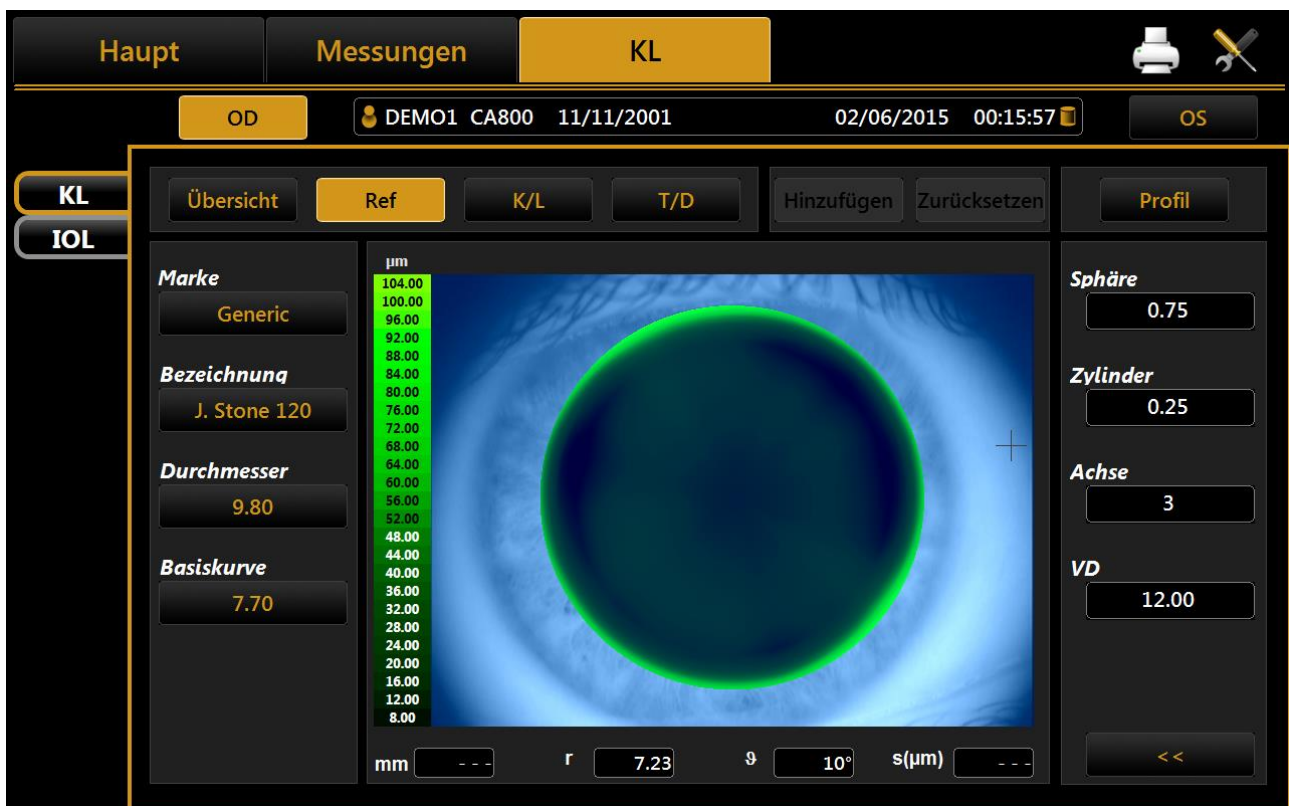 Haupt Messungen KL
OD DEMO1 CA800 11/11/2001 02/06/2015 00:15:57 OS
KL
IOL
Übersicht Ref K/L T/D Hinzufügen Zurücksetzen Profil
Marke
Generic
Bezeichnung
J. Stone 120
Durchmesser
9.80
Basiskurve
7.70
µm
104.00
100.00
96.00
92.00
88.00
84.00
80.00
76.00
72.00
68.00
64.00
60.00
56.00
52.00
48.00
44.00
40.00
36.00
32.00
28.00
24.00
20.00
16.00
12.00
8.00
mm - - - r 7.23 ϑ 10° s(µm) - - -
Sphäre
0.75
Zylinder
0.25
Achse
3
VD
12.00
<<